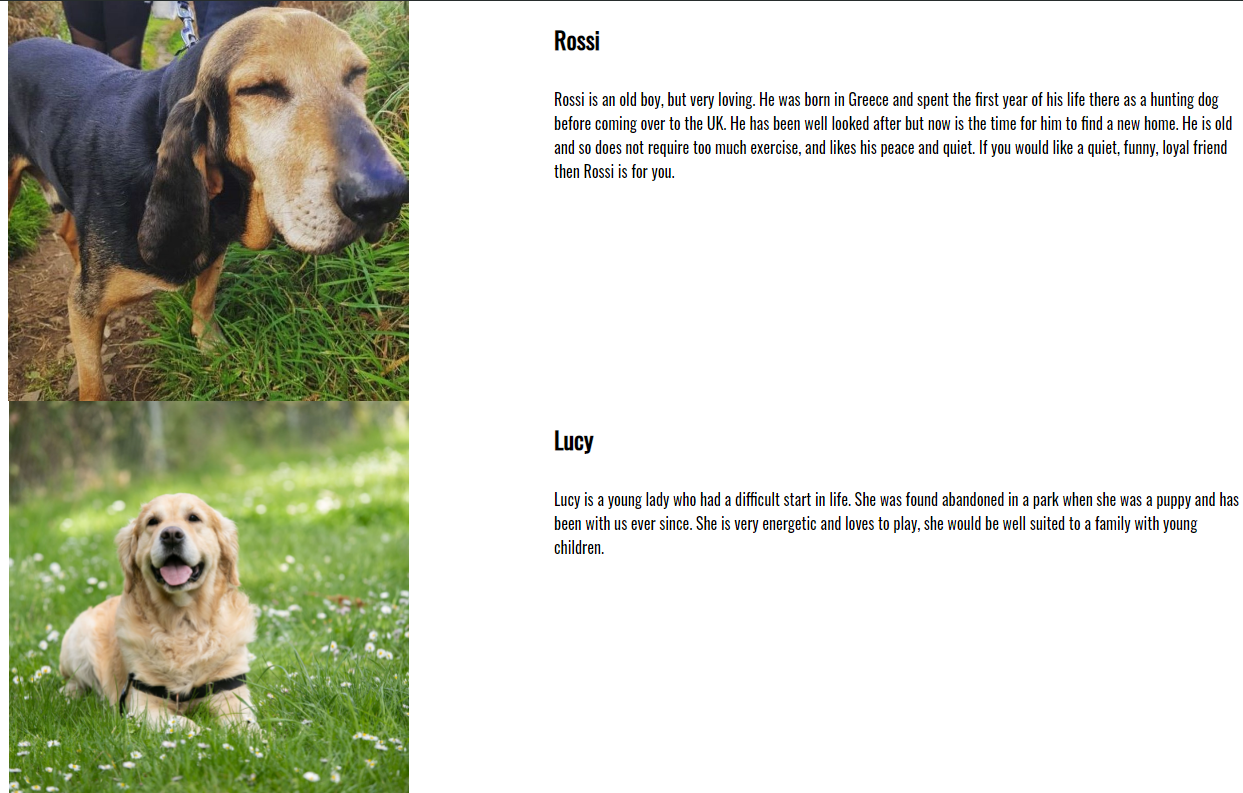 Rossi
Rossi is an old boy, but very loving. He was born in Greece and spent the first year of his life there as a hunting dog
before coming over to the UK. He has been well looked after but now is the time for him to find a new home. He is old
and so does not require too much exercise, and likes his peace and quiet. If you would like a quiet, funny, loyal friend
then Rossi is for you.
Lucy
Lucy is a young lady who had a difficult start in life. She was found abandoned in a park when she was a puppy and has
been with us ever since. She is very energetic and loves to play, she would be well suited to a family with young
children.